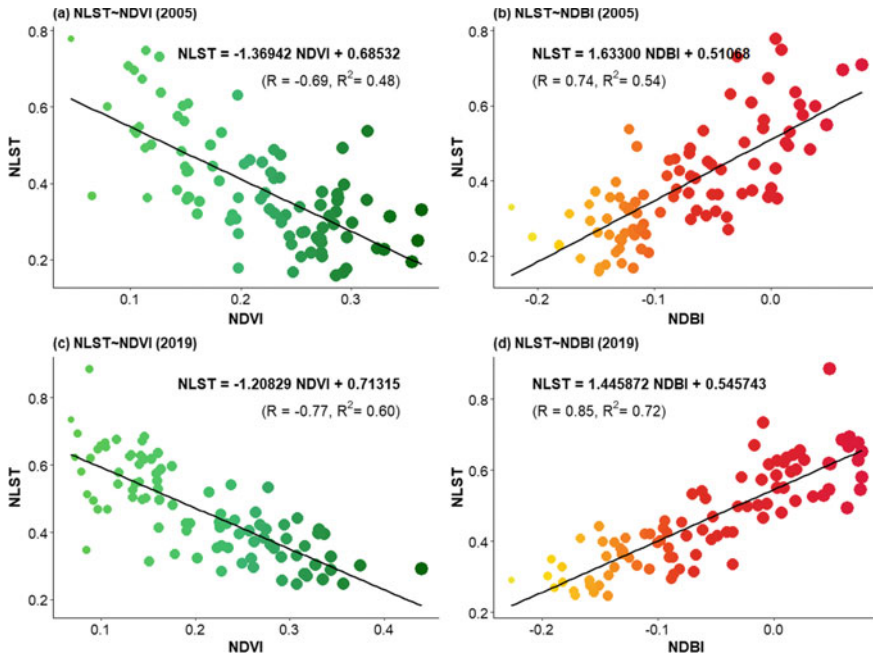 (a) NLST~NDVI (2005)
NLST = -1.36942 NDVI + 0.68532
(R = -0.69, R²= 0.48)
0.8
0.6
0.4
0.2
NLST
0.1
0.2
0.3
NDVI
(b) NLST~NDBI (2005)
NLST = 1.63300 NDBI + 0.51068
(R = 0.74, R²= 0.54)
0.8
0.6
0.4
0.2
NLST
-0.2
-0.1
0.0
NDBI
(c) NLST~NDVI (2019)
NLST = -1.20829 NDVI + 0.71315
(R = -0.77, R²= 0.60)
0.8
0.6
0.4
0.2
NLST
0.1
0.2
0.3
0.4
NDVI
(d) NLST~NDBI (2019)
NLST = 1.445872 NDBI + 0.545743
(R = 0.85, R²= 0.72)
0.8
0.6
0.4
0.2
NLST
-0.2
-0.1
0.0
NDBI